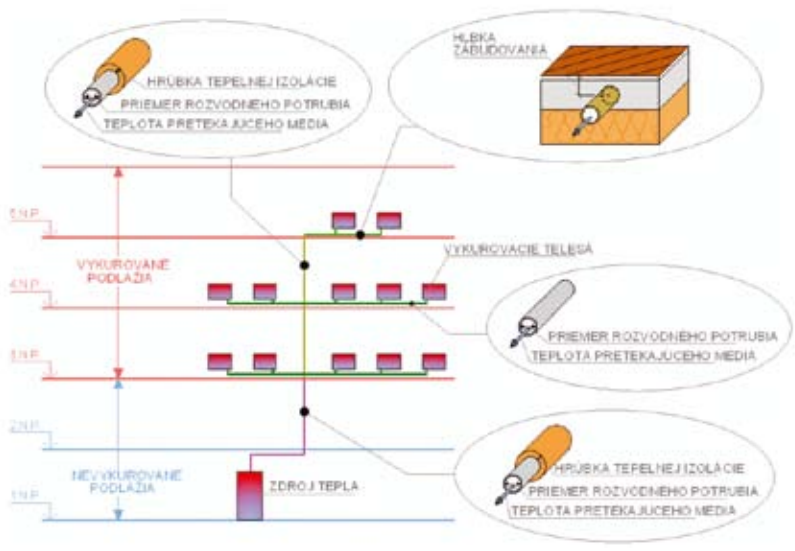 HRÚBKA TEPELNEJ IZOLÁCIE
PRIEMER ROZVODNÉHO POTRUBIA
TEPLOTA PRETEKAJÚCEHO MÉDIA
HĹBKA
ZABUDOVANIA
5.N.P.
VYKUROVANÉ
PODLAŽIA
VYKUROVACIE TELESÁ
4.N.P.
PRIEMER ROZVODNÉHO POTRUBIA
TEPLOTA PRETEKAJÚCEHO MÉDIA
3.N.P.
2.N.P.
NEVYKUROVANÉ
PODLAŽIA
ZDROJ TEPLA
1.N.P.
HRÚBKA TEPELNEJ IZOLÁCIE
PRIEMER ROZVODNÉHO POTRUBIA
TEPLOTA PRETEKAJÚCEHO MÉDIA